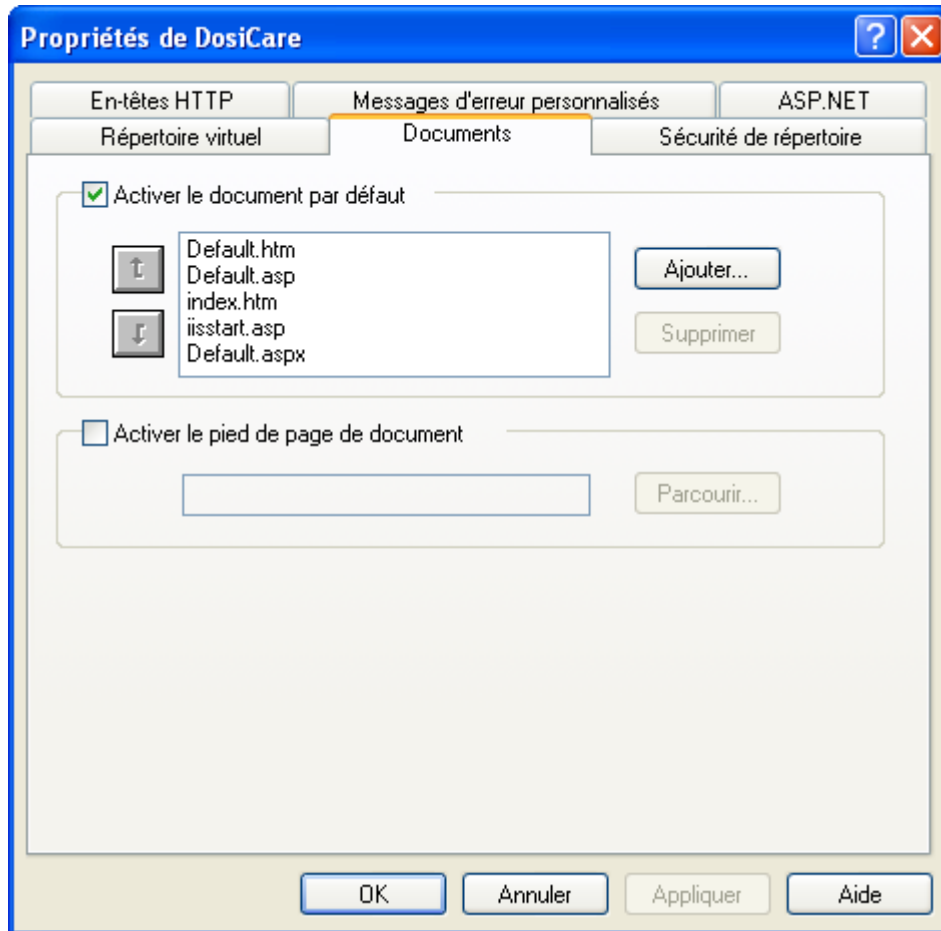 Propriétés de DosiCare
En-têtes HTTP
Messages d'erreur personnalisés
ASP.NET
Répertoire virtuel
Documents
Sécurité de répertoire
Activer le document par défaut
Default.htm
Default.asp
index.htm
iisstart.asp
Default.aspx
Ajouter...
Supprimer
Activer le pied de page de document
Parcourir...
OK
Annuler
Appliquer
Aide